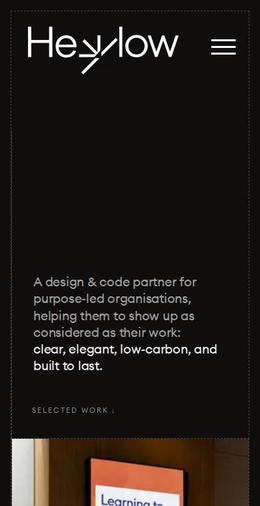 Heylow
A design & code partner for
purpose-led organisations,
helping them to show up as
considered as their work:
clear, elegant, low-carbon, and
built to last.
SELECTED WORK ↓
Learning to